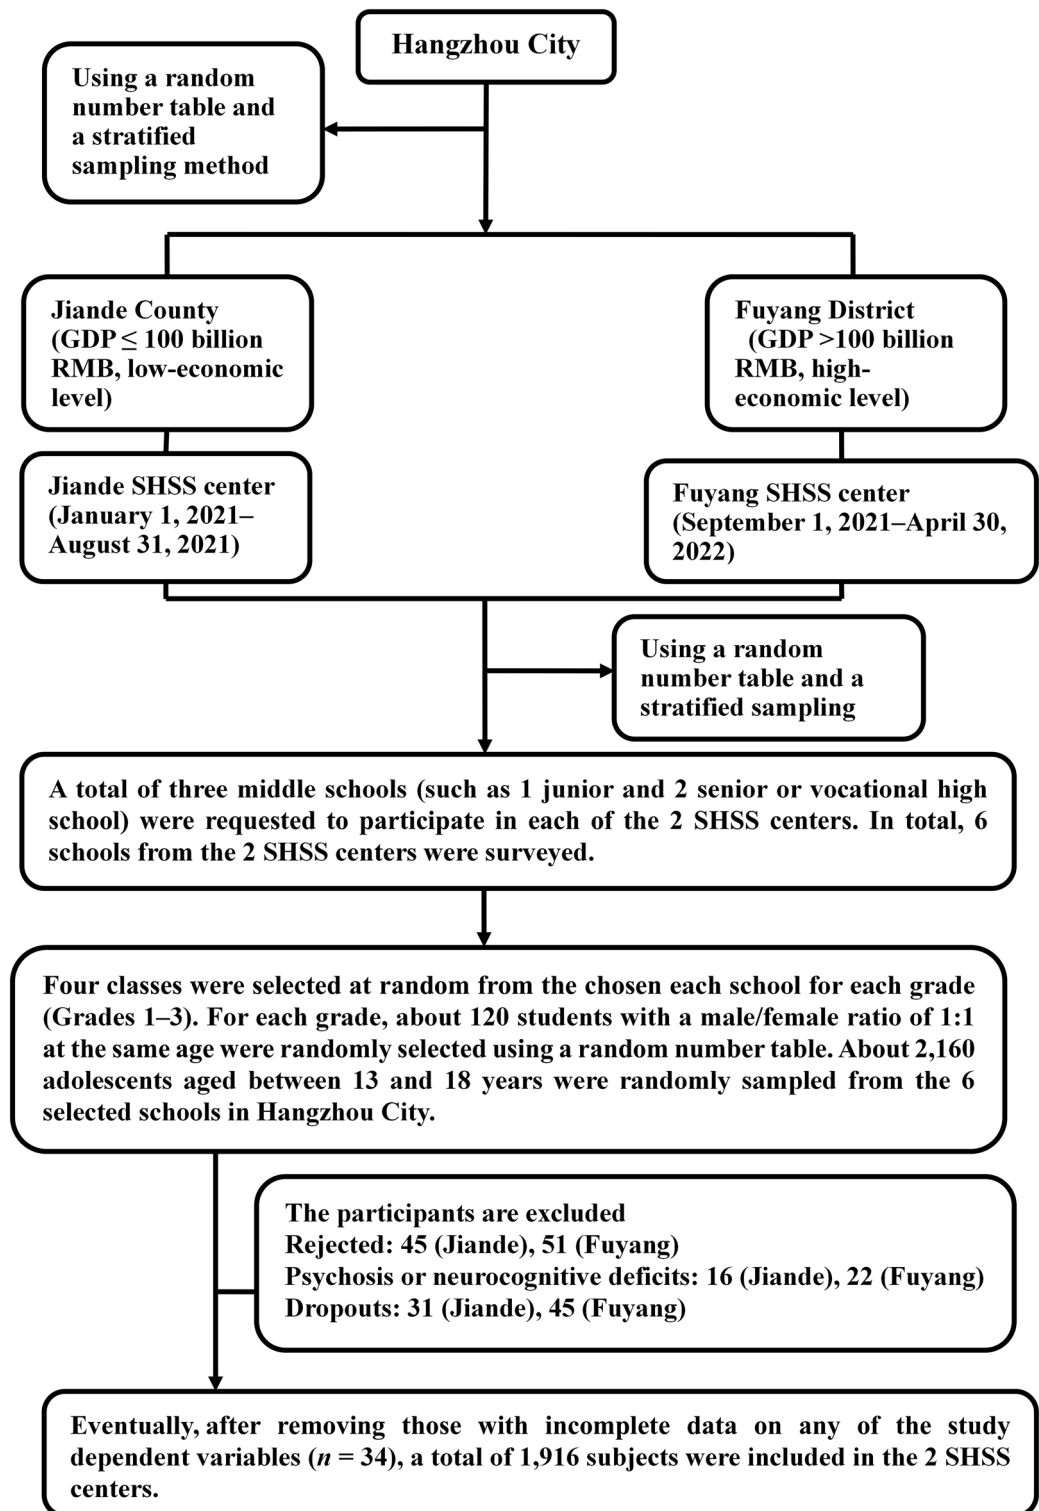 Hangzhou City
Using a random
number table and
a stratified
sampling method
Jiande County
(GDP ≤ 100 billion
RMB, low-economic
level)
Fuyang District
(GDP >100 billion
RMB, high-
economic level)
Jiande SHSS center
(January 1, 2021–
August 31, 2021)
Fuyang SHSS center
(September 1, 2021–April 30,
2022)
Using a random
number table and a
stratified sampling
A total of three middle schools (such as 1 junior and 2 senior or vocational high
school) were requested to participate in each of the 2 SHSS centers. In total, 6
schools from the 2 SHSS centers were surveyed.
Four classes were selected at random from the chosen each school for each grade
(Grades 1–3). For each grade, about 120 students with a male/female ratio of 1:1
at the same age were randomly selected using a random number table. About 2,160
adolescents aged between 13 and 18 years were randomly sampled from the 6
selected schools in Hangzhou City.
The participants are excluded
Rejected: 45 (Jiande), 51 (Fuyang)
Psychosis or neurocognitive deficits: 16 (Jiande), 22 (Fuyang)
Dropouts: 31 (Jiande), 45 (Fuyang)
Eventually, after removing those with incomplete data on any of the study
dependent variables (n = 34), a total of 1,916 subjects were included in the 2 SHSS
centers.